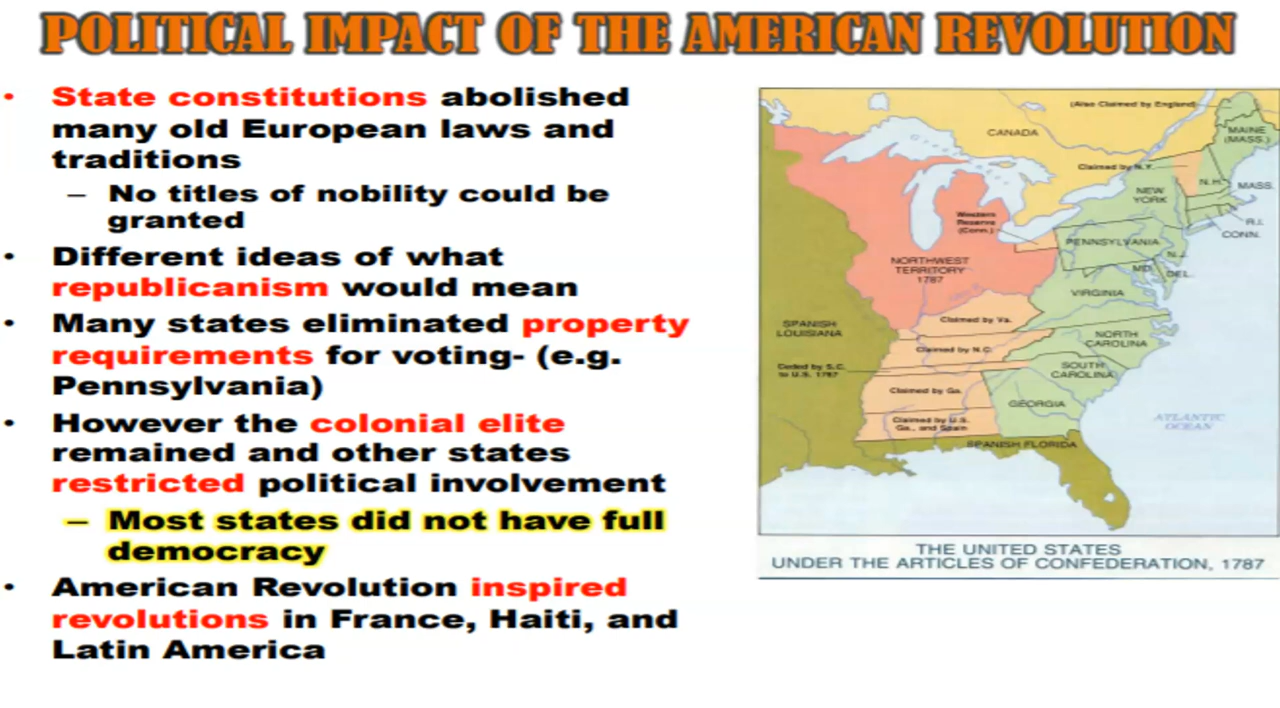 POLITICAL IMPACT OF THE AMERICAN REVOLUTION
• State constitutions abolished
many old European laws and
traditions
– No titles of nobility could be
granted
• Different ideas of what
republicanism would mean
• Many states eliminated property
requirements for voting- (e.g.
Pennsylvania)
• However the colonial elite
remained and other states
restricted political involvement
– Most states did not have full
democracy
• American Revolution inspired
revolutions in France, Haiti, and
Latin America
(Also Claimed by England)
CANADA
MAINE
(MASS.)
Claimed by N.Y.
N.H.
MASS.
NEW
YORK
Western
Reserve
(Conn.)
R.I.
CONN.
PENNSYLVANIA
N.J.
NORTHWEST
TERRITORY
1787
MD.
DEL.
VIRGINIA
Claimed by Va.
SPANISH
LOUISIANA
NORTH
CAROLINA
Claimed by N.C.
Ceded by S.C.
to U.S. 1787
SOUTH
CAROLINA
Claimed by Ga.
GEORGIA
Claimed by U.S.
Ga., and Spain
ATLANTIC
OCEAN
SPANISH FLORIDA
THE UNITED STATES
UNDER THE ARTICLES OF CONFEDERATION, 1787